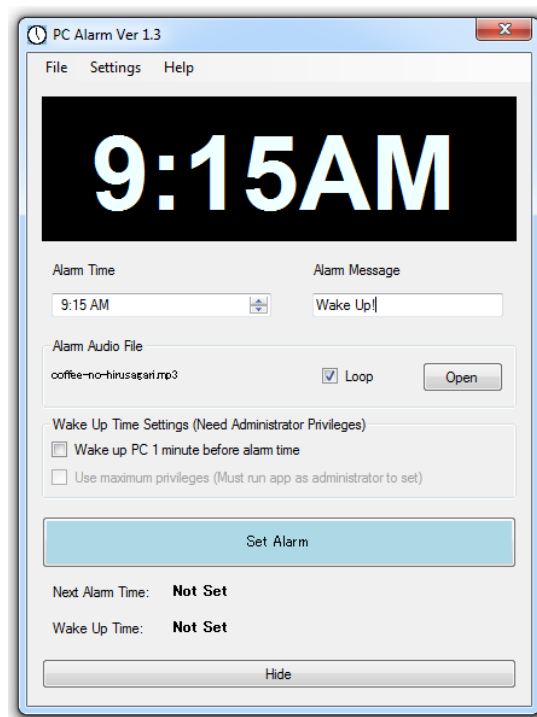 PC Alarm Ver 1.3
x
File Settings Help
9:15AM
Alarm Time Alarm Message
9:15 AM Wake Up!
Alarm Audio File
coffee-no-hirusagari.mp3 Loop Open
Wake Up Time Settings (Need Administrator Privileges)
Wake up PC 1 minute before alarm time
Use maximum privileges (Must run app as administrator to set)
Set Alarm
Next Alarm Time: Not Set
Wake Up Time: Not Set
Hide